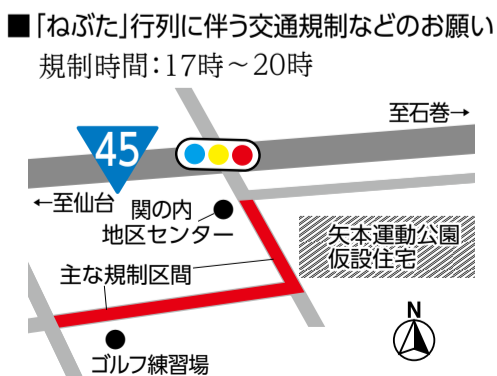 ■「ねぶた」行列に伴う交通規制などのお願い
規制時間：17時～20時
至石巻→
45
←至仙台
関の内
地区センター
矢本運動公園
仮設住宅
主な規制区間
N
ゴルフ練習場